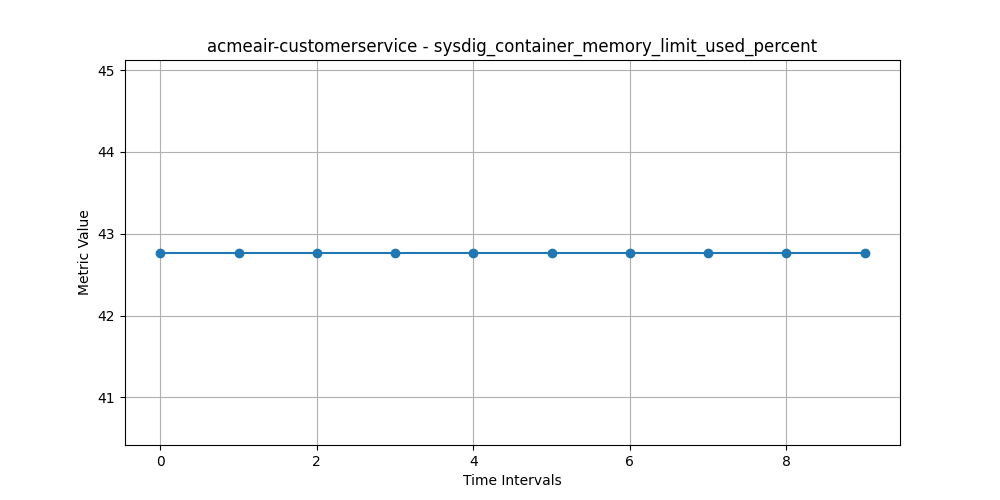 acmeair-customerservice - sysdig_container_memory_limit_used_percent
45
44
43
42
41
Metric Value
0 2 4 6 8
Time Intervals